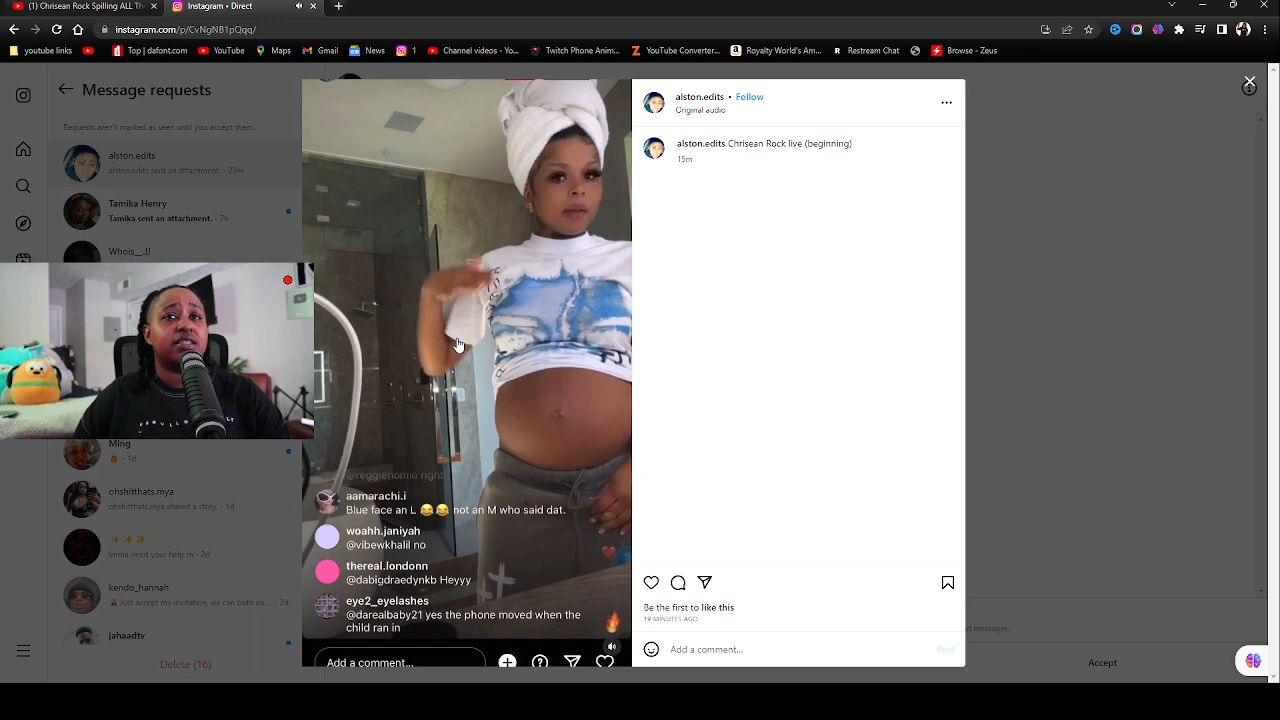 (1) Chrisean Rock Spilling ALL Th
Instagram • Direct
instagram.com/p/CvNgNB1pQqq/
youtube links
Top | dafont.com
YouTube
Maps
Gmail
News
1
Channel videos - Yo...
Twitch Phone Anim...
YouTube Converter...
Royalty World's Am...
Restream Chat
Browse - Zeus
Message requests
Requests aren't marked as seen until you accept them.
alston.edits
alston.edits sent an attachment. · 23m
Tamika Henry
Tamika sent an attachment. · 7h
Whois__JJ
Ming
🔥 · 1d
ohshitthats.mya
ohshitthats.mya shared a story. · 1d
✨✨✨
Imma need your help m · 2d
kendo_hannah
Just accept my invitation, we can both ea... · 2d
jahaadtv
Delete (16)
@reggiehomie right
aamarachi.i
Blue face an L 😂😂 not an M who said dat.
woahh.janiyah
@vibewkhalil no
thereal.londonn
@dabigdraedynkb Heyyy
eye2_eyelashes
@darealbaby21 yes the phone moved when the
child ran in
Add a comment...
alston.edits • Follow
Original audio
alston.edits Chrisean Rock live (beginning)
15m
Be the first to like this
19 MINUTES AGO
Add a comment...
Post
nd messages.
Accept